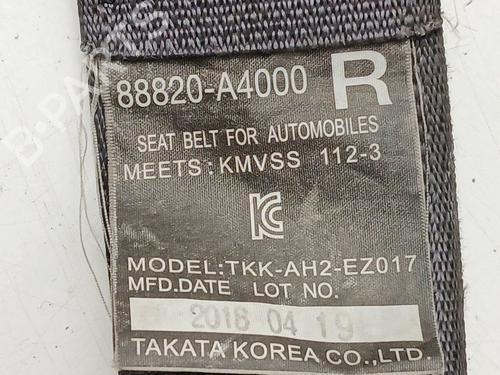 88820-A4000 R
SEAT BELT FOR AUTOMOBILES
MEETS: KMVSS 112-3
KC
MODEL:TKK-AH2-EZ017
MFD.DATE LOT NO.
2016 04 19
TAKATA KOREA CO.,LTD.
B-PARTS